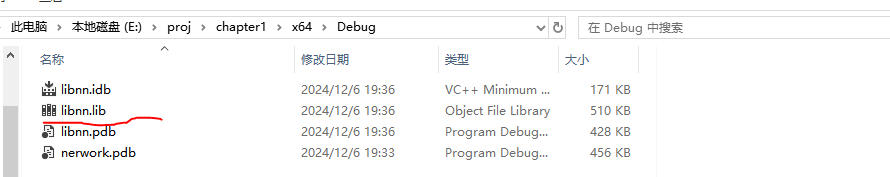 此电脑 本地磁盘 (E:) proj chapter1 x64 Debug 在 Debug 中搜索
名称 修改日期 类型 大小
libnn.idb 2024/12/6 19:36 VC++ Minimum ... 171 KB
libnn.lib 2024/12/6 19:36 Object File Library 510 KB
libnn.pdb 2024/12/6 19:36 Program Debug... 428 KB
nerwork.pdb 2024/12/6 19:33 Program Debug... 456 KB